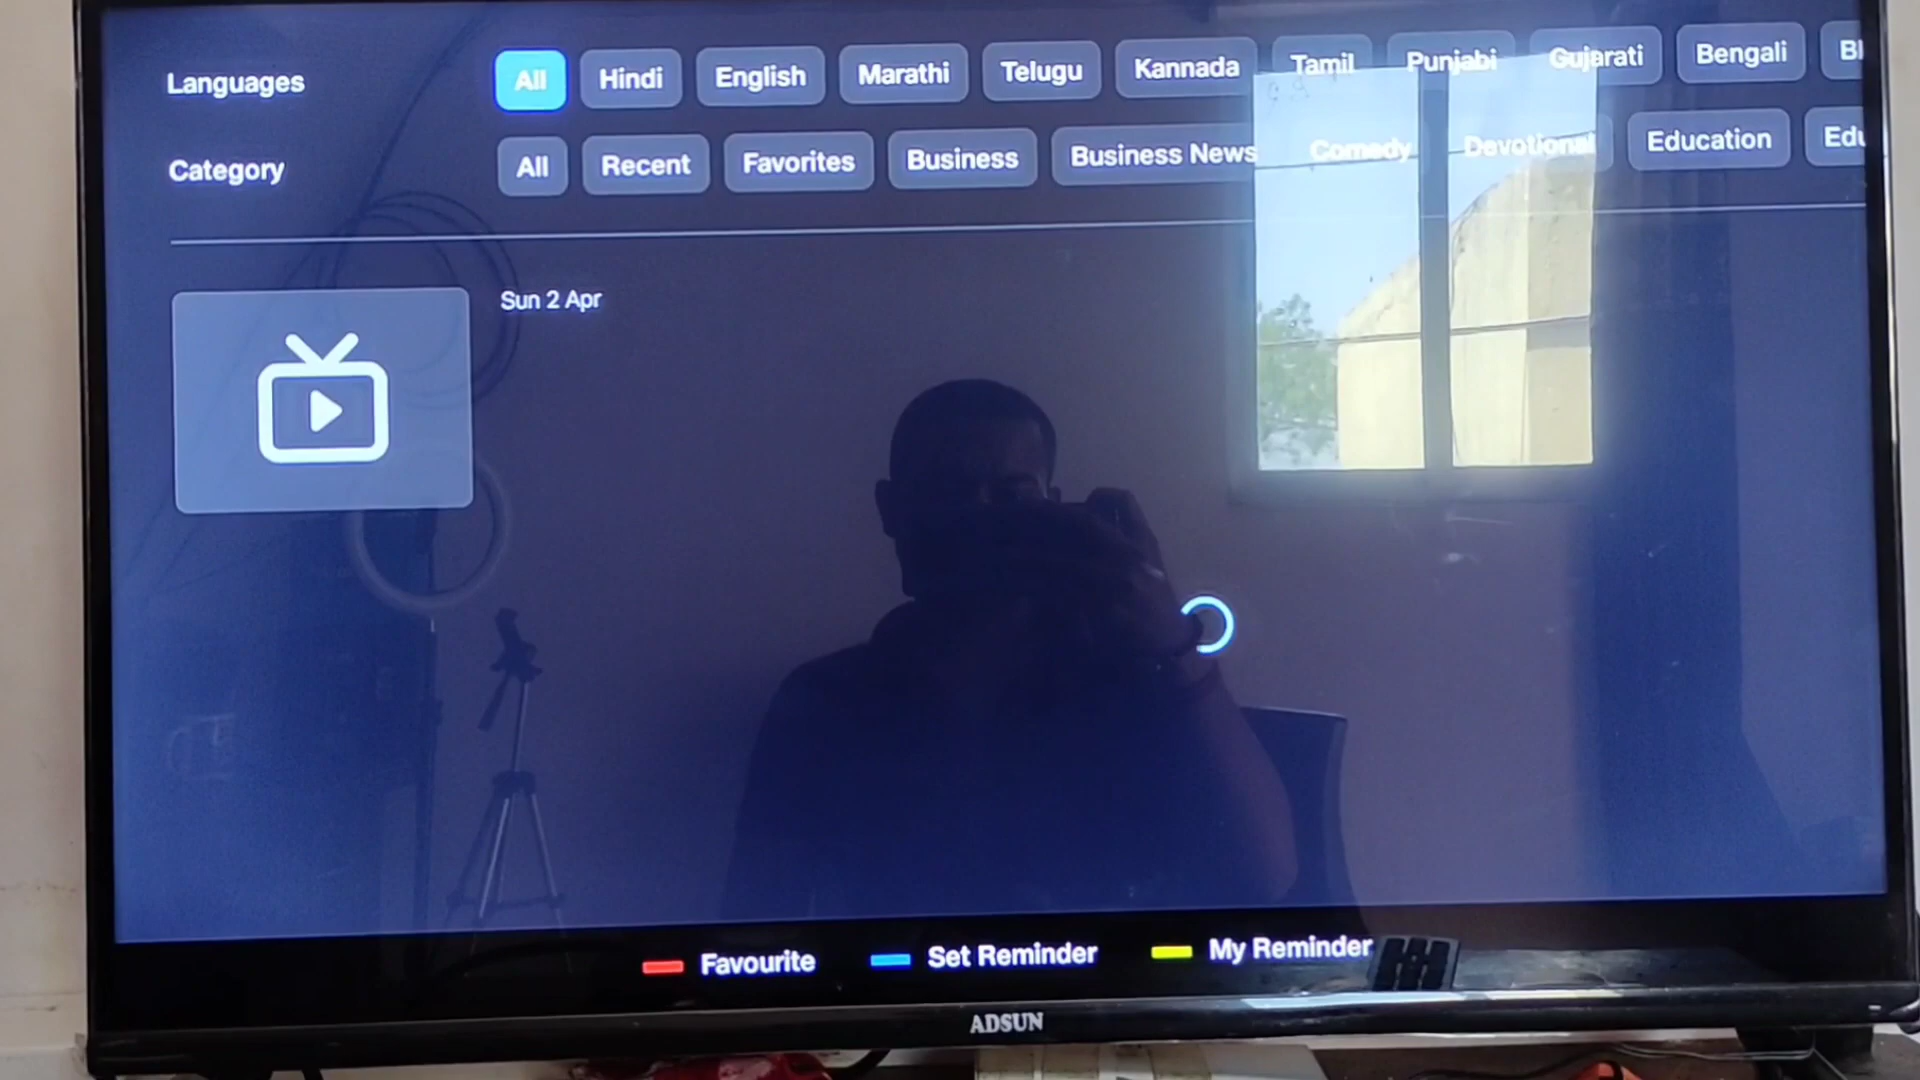 Languages All Hindi English Marathi Telugu Kannada Tamil Punjabi Gujarati Bengali
Category All Recent Favorites Business Business News Comedy Devotional Education
Sun 2 Apr
Favourite Set Reminder My Reminder
ADSUN